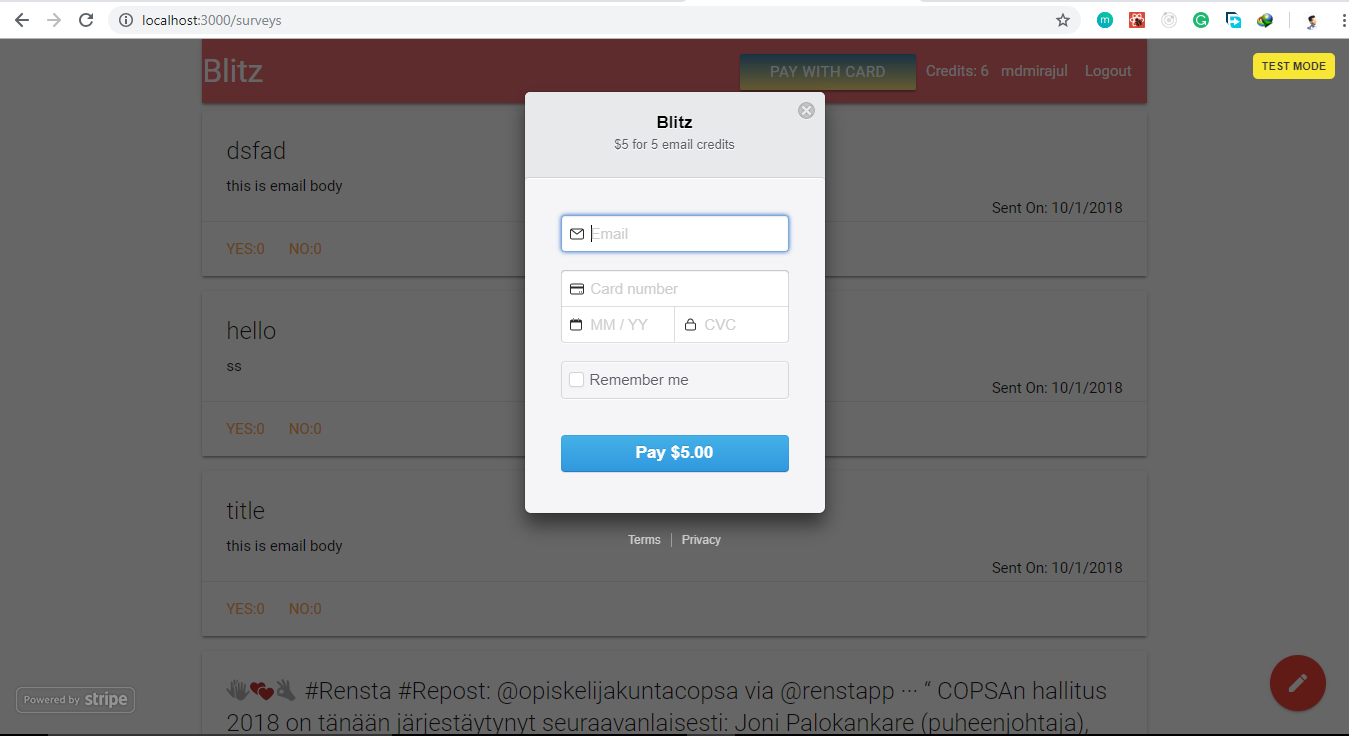 localhost:3000/surveys
Blitz
PAY WITH CARD
Credits: 6 mdmirajul Logout
TEST MODE
Blitz
$5 for 5 email credits
Email
Card number
MM / YY
CVC
Remember me
Pay $5.00
Terms
Privacy
dsfad
this is email body
Sent On: 10/1/2018
YES:0 NO:0
hello
ss
Sent On: 10/1/2018
YES:0 NO:0
title
this is email body
Sent On: 10/1/2018
YES:0 NO:0
👋💕👌 #Rensta #Repost: @opiskelijakuntacopsa via @renstapp ··· “ COPSAn hallitus
2018 on tänään järjestäytynyt seuraavanlaisesti: Joni Palokankare (puheenjohtaja),
Powered by stripe